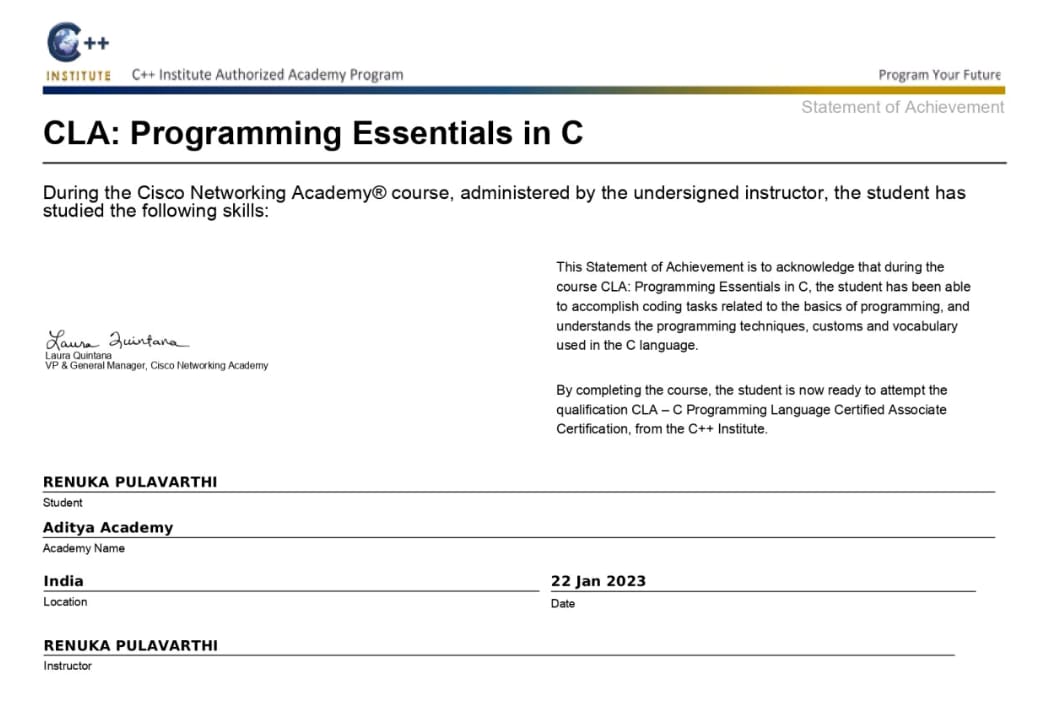 C++
INSTITUTE
C++ Institute Authorized Academy Program
Program Your Future
Statement of Achievement
CLA: Programming Essentials in C
During the Cisco Networking Academy® course, administered by the undersigned instructor, the student has
studied the following skills:
This Statement of Achievement is to acknowledge that during the
course CLA: Programming Essentials in C, the student has been able
to accomplish coding tasks related to the basics of programming, and
understands the programming techniques, customs and vocabulary
used in the C language.
Laura Quintana
Laura Quintana
VP & General Manager, Cisco Networking Academy
By completing the course, the student is now ready to attempt the
qualification CLA – C Programming Language Certified Associate
Certification, from the C++ Institute.
RENUKA PULAVARTHI
Student
Aditya Academy
Academy Name
India
Location
22 Jan 2023
Date
RENUKA PULAVARTHI
Instructor